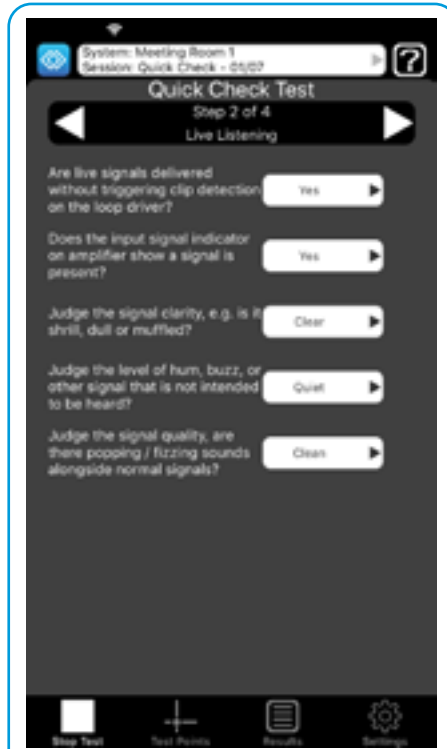 System: Meeting Room 1
Session: Quick Check - 01/07
?
Quick Check Test
Step 2 of 4
Live Listening
Are live signals delivered
without triggering clip detection
on the loop driver?
Yes
Does the input signal indicator
on amplifier show a signal is
present?
Yes
Judge the signal clarity, e.g. is it
shrill, dull or muffled?
Clear
Judge the level of hum, buzz, or
other signal that is not intended
to be heard?
Quiet
Judge the signal quality, are
there popping / fizzing sounds
alongside normal signals?
Clean
Stop Test
Test Points
Results
Settings